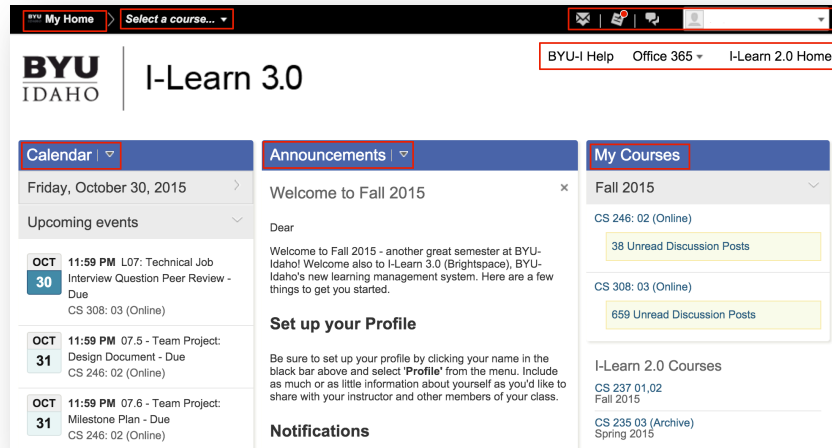 BYU My Home
Select a course...
BYU
IDAHO
I-Learn 3.0
BYU-I Help Office 365 I-Learn 2.0 Home
Calendar
Friday, October 30, 2015
Upcoming events
OCT
30
11:59 PM L07: Technical Job
Interview Question Peer Review -
Due
CS 308: 03 (Online)
OCT
31
11:59 PM 07.5 - Team Project:
Design Document - Due
CS 246: 02 (Online)
OCT
31
11:59 PM 07.6 - Team Project:
Milestone Plan - Due
CS 246: 02 (Online)
Announcements
Welcome to Fall 2015
Dear
Welcome to Fall 2015 - another great semester at BYU-
Idaho! Welcome also to I-Learn 3.0 (Brightspace), BYU-
Idaho's new learning management system. Here are a few
things to get you started.
Set up your Profile
Be sure to set up your profile by clicking your name in the
black bar above and select 'Profile' from the menu. Include
as much or as little information about yourself as you'd like to
share with your instructor and other members of your class.
Notifications
My Courses
Fall 2015
CS 246: 02 (Online)
38 Unread Discussion Posts
CS 308: 03 (Online)
659 Unread Discussion Posts
I-Learn 2.0 Courses
CS 237 01,02
Fall 2015
CS 235 03 (Archive)
Spring 2015